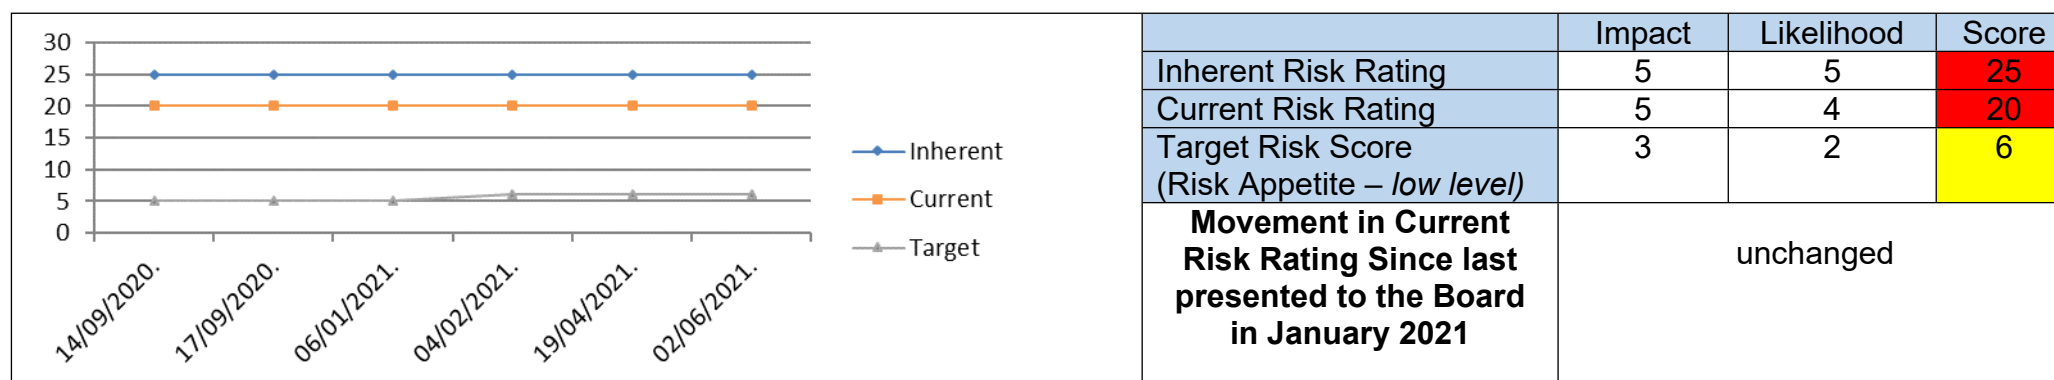 30
25
20
15
10
5
0
14/09/2020.
17/09/2020.
06/01/2021.
04/02/2021.
19/04/2021.
02/06/2021.
Inherent
Current
Target
Impact Likelihood Score
Inherent Risk Rating 5 5 25
Current Risk Rating 5 4 20
Target Risk Score 3 2 6
(Risk Appetite – low level)
Movement in Current
Risk Rating Since last
presented to the Board
in January 2021
unchanged